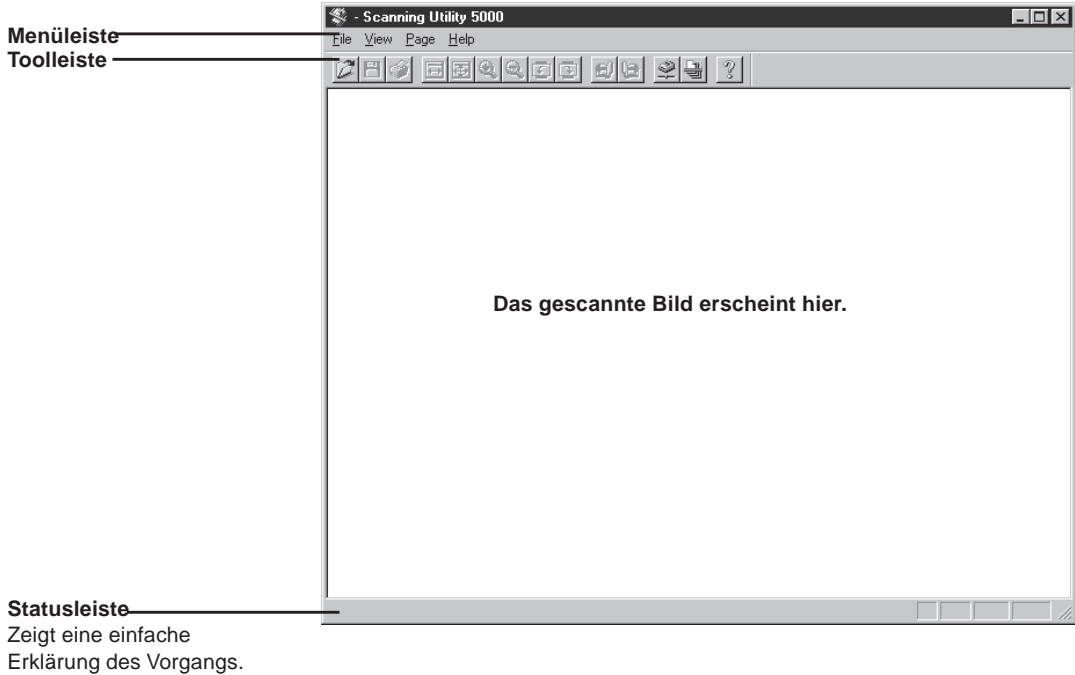 - Scanning Utility 5000
Menüleiste
File View Page Help
Toolleiste
?
Das gescannte Bild erscheint hier.
Statusleiste
Zeigt eine einfache
Erklärung des Vorgangs.